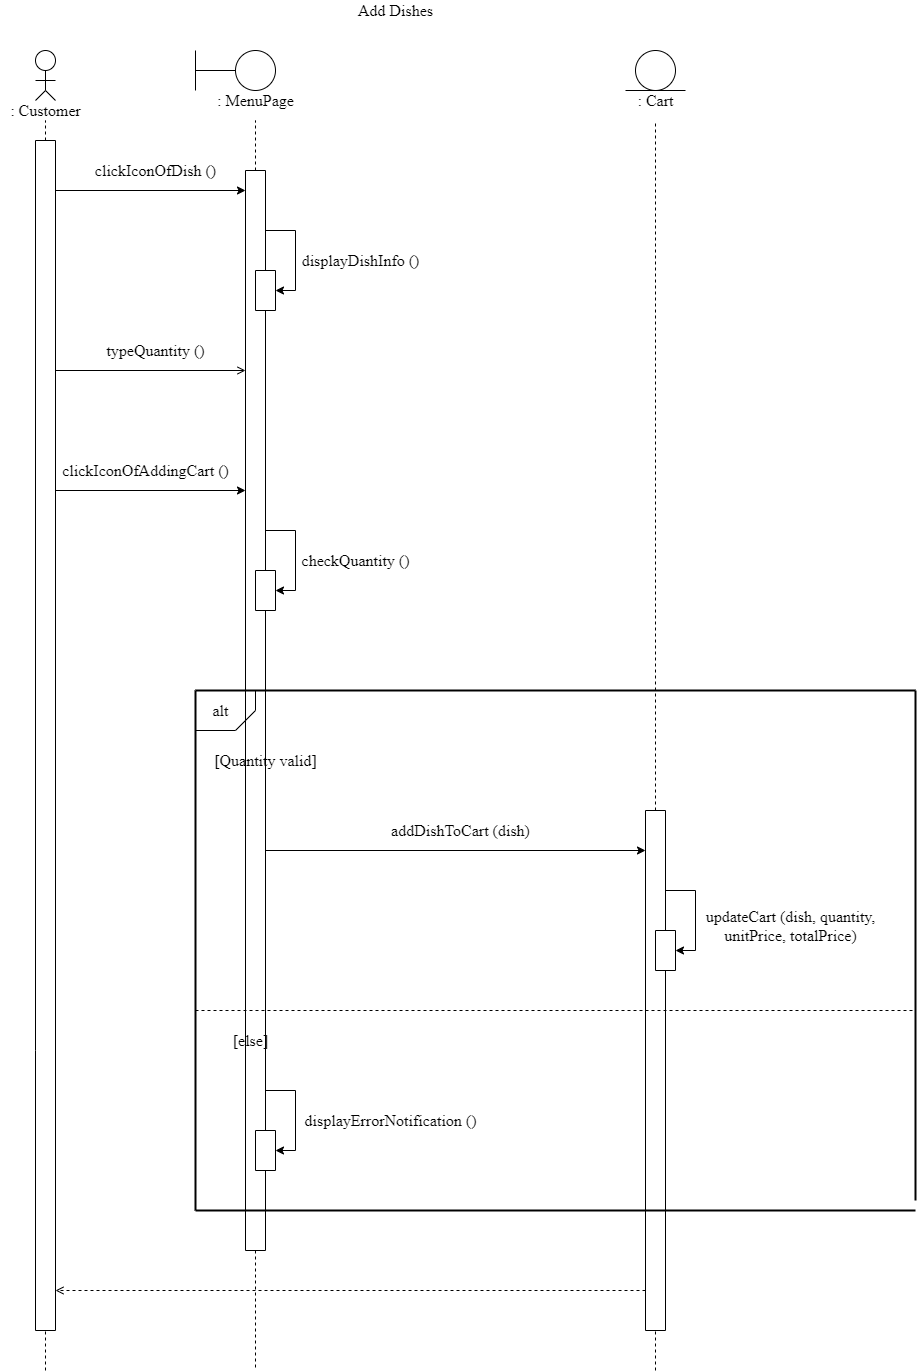 Add Dishes
: Customer
: MenuPage
: Cart
clickIconOfDish ()
displayDishInfo ()
typeQuantity ()
clickIconOfAddingCart ()
checkQuantity ()
alt
[Quantity valid]
addDishToCart (dish)
updateCart (dish, quantity,
unitPrice, totalPrice)
[else]
displayErrorNotification ()